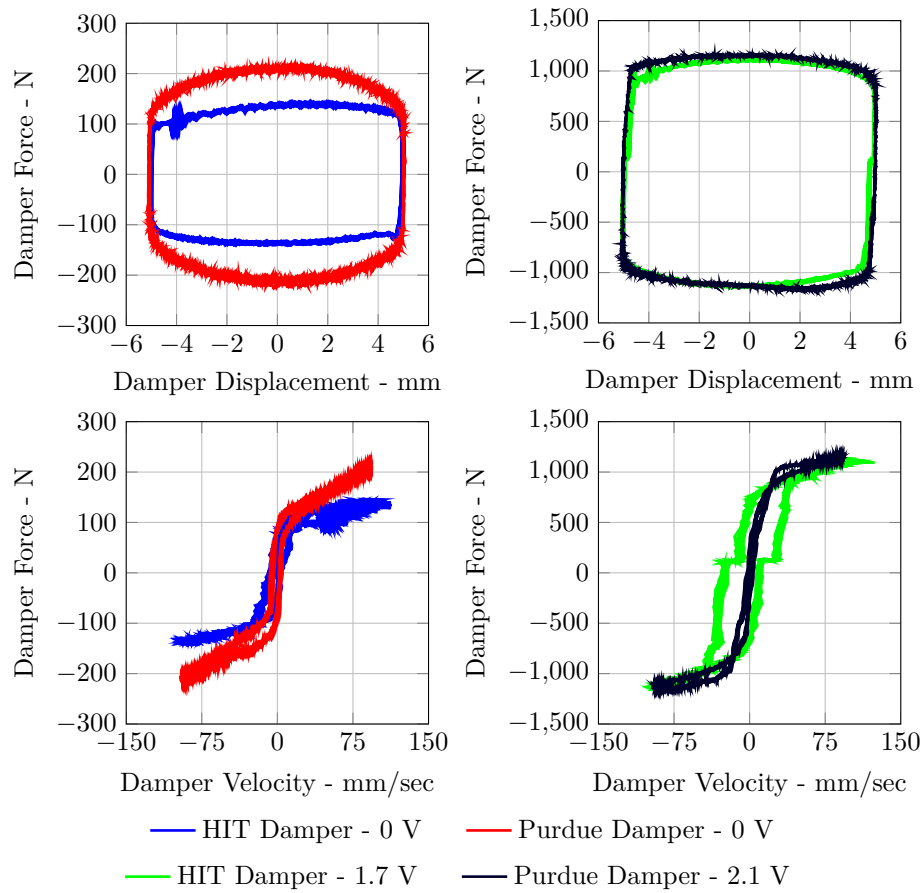 300
200
100
0
−100
−200
−300
−6 −4 −2 0 2 4 6
Damper Displacement - mm
Damper Force - N
1,500
1,000
500
0
−500
−1,000
−1,500
−6 −4 −2 0 2 4 6
Damper Displacement - mm
Damper Force - N
300
200
100
0
−100
−200
−300
−150 −75 0 75 150
Damper Velocity - mm/sec
Damper Force - N
1,500
1,000
500
0
−500
−1,000
−1,500
−150 −75 0 75 150
Damper Velocity - mm/sec
Damper Force - N
HIT Damper - 0 V
Purdue Damper - 0 V
HIT Damper - 1.7 V
Purdue Damper - 2.1 V